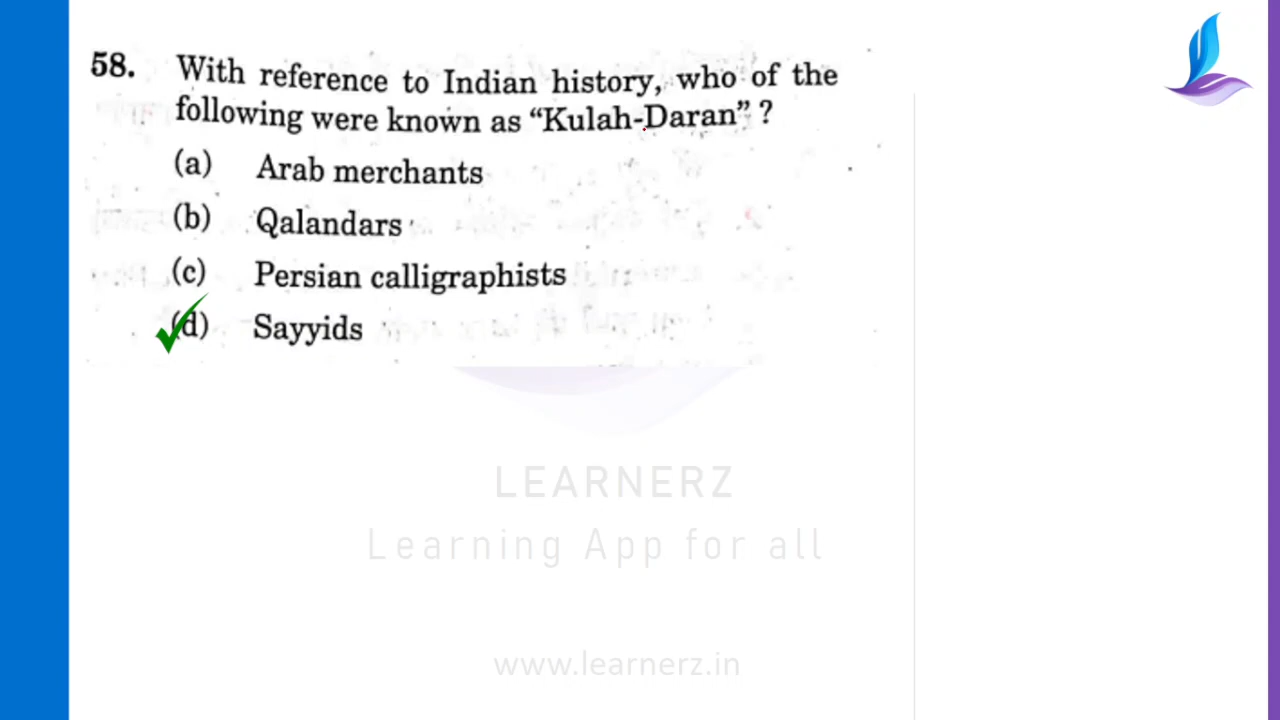 58. With reference to Indian history, who of the
following were known as “Kulah-Daran” ?
(a) Arab merchants
(b) Qalandars
(c) Persian calligraphists
(d) Sayyids
LEARNERZ
Learning App for all
www.learnerz.in